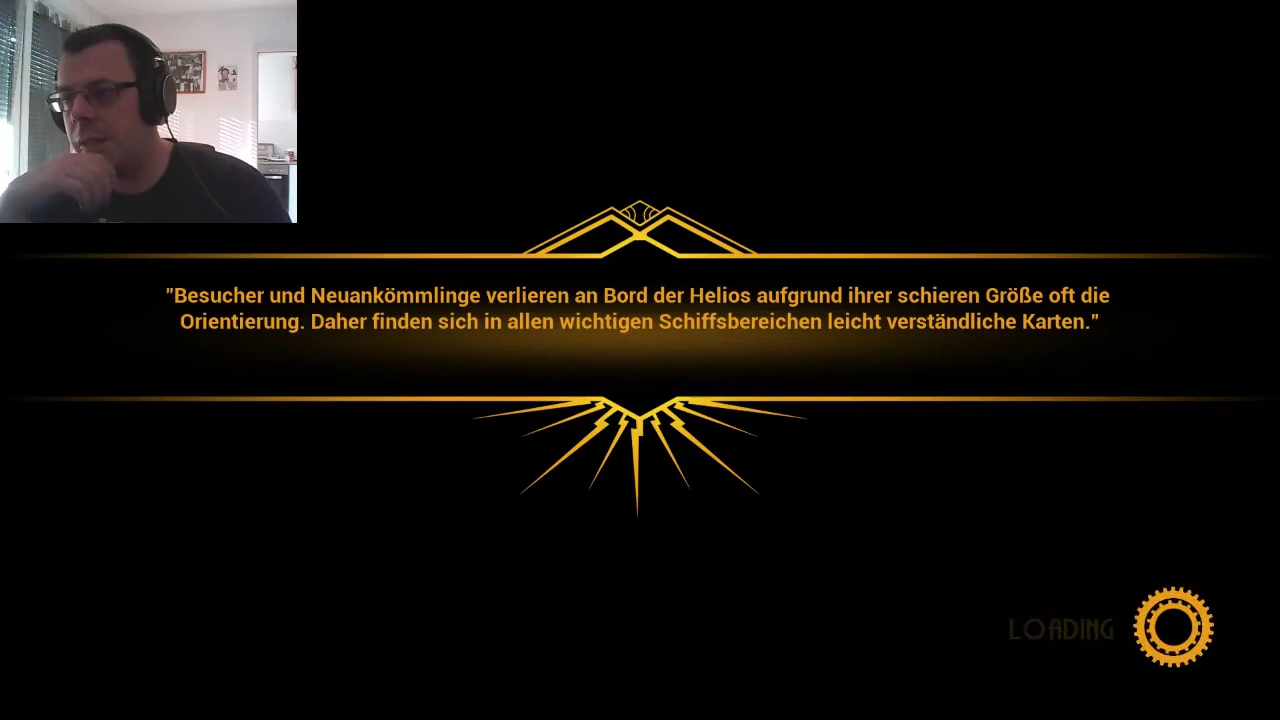 "Besucher und Neuankömmlinge verlieren an Bord der Helios aufgrund ihrer schieren Größe oft die
Orientierung. Daher finden sich in allen wichtigen Schiffsbereichen leicht verständliche Karten."
LOADING